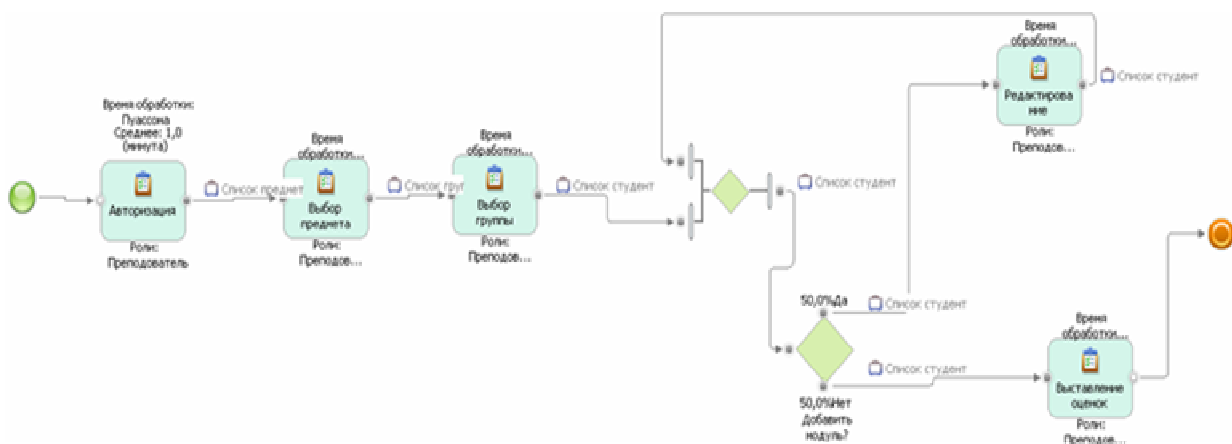 Время обработки:
Пуассона
Среднее: 1,0
(минута)
Авторизация
Роли:
Преподователь
Список предмет
Время
обработки...
Выбор
предмета
Роли:
Преподов...
Список груг
Время
обработки...
Выбор
группы
Роли:
Преподов...
Список студент
Список студент
Время
обработки...
Редактирова
ние
Роли:
Преподов...
Список студент
50,0%Да
Список студент
50,0%Нет
Добавить
модуль?
Список студент
Время
обработки...
Выставление
оценок
Роли:
Преподов...